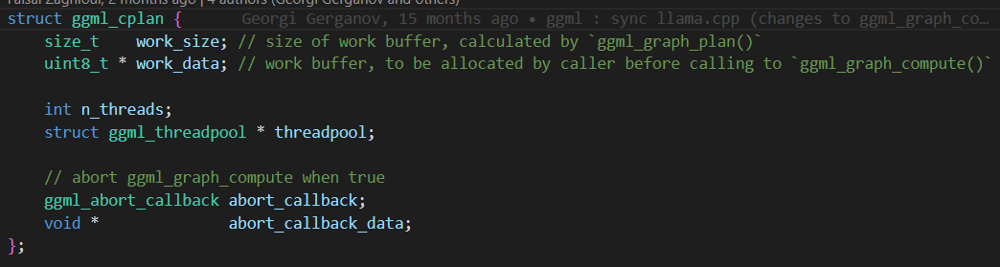 Faisal Zaghloul, 2 months ago | 4 authors (Georgi Gerganov and others)
struct ggml_cplan {      Georgi Gerganov, 15 months ago • ggml : sync llama.cpp (changes to ggml_graph_co…
    size_t    work_size; // size of work buffer, calculated by `ggml_graph_plan()`
    uint8_t * work_data; // work buffer, to be allocated by caller before calling to `ggml_graph_compute()`

    int n_threads;
    struct ggml_threadpool * threadpool;

    // abort ggml_graph_compute when true
    ggml_abort_callback abort_callback;
    void *              abort_callback_data;
};